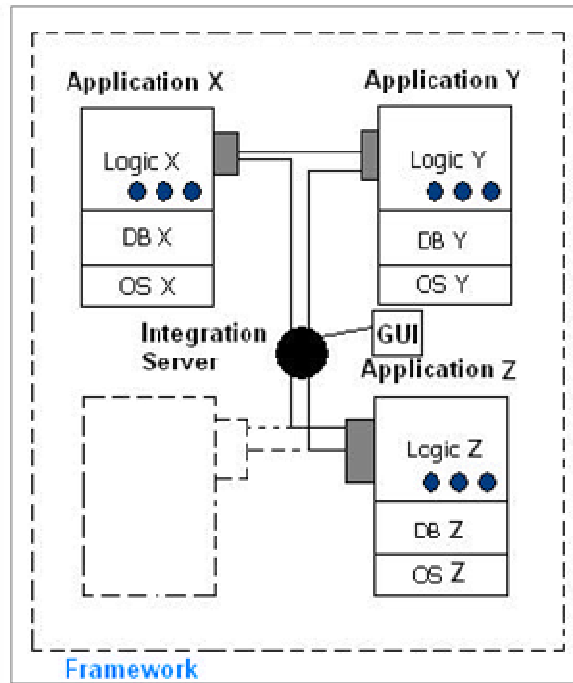 Application X
Application Y
Logic X
Logic Y
DB X
DB Y
OS X
OS Y
Integration
Server
GUI
Application Z
Logic Z
DB Z
OS Z
Framework